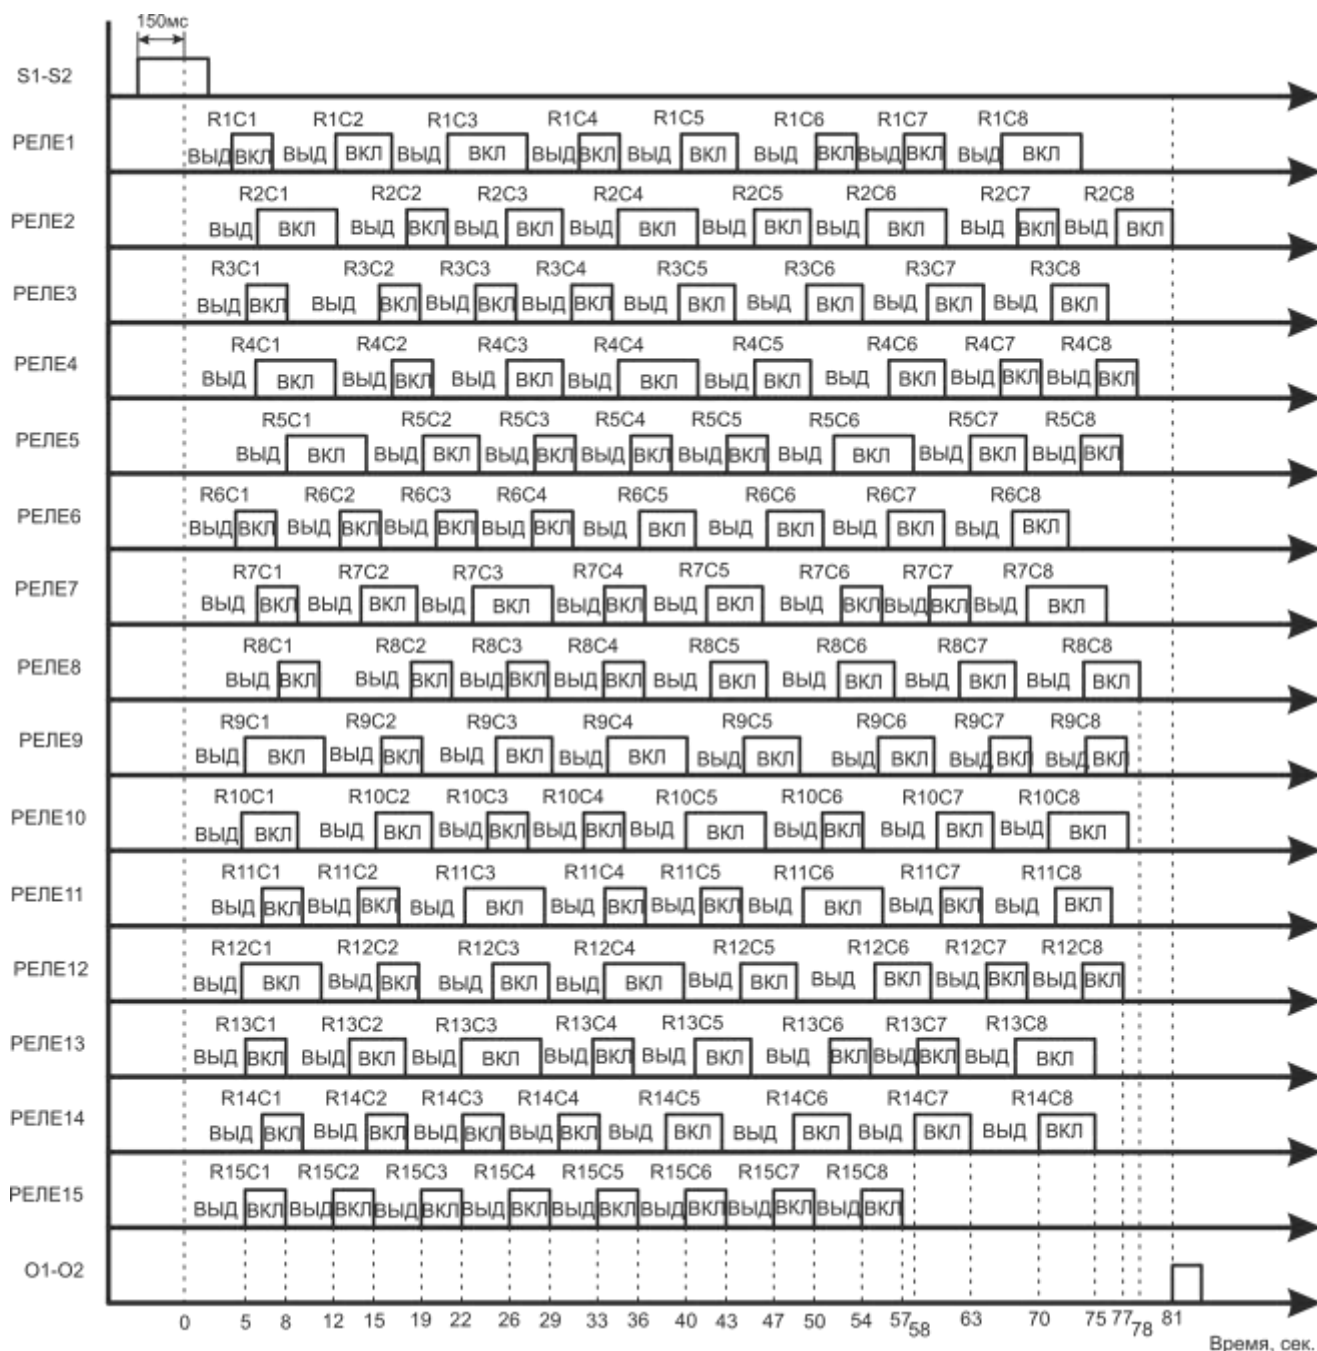 150мс
S1-S2
R1C1 R1C2 R1C3 R1C4 R1C5 R1C6 R1C7 R1C8
РЕЛЕ1 ВЫД ВКЛ ВЫД ВКЛ ВЫД ВКЛ ВЫД ВКЛ ВЫД ВКЛ ВЫД ВКЛ ВЫД ВКЛ ВЫД ВКЛ
R2C1 R2C2 R2C3 R2C4 R2C5 R2C6 R2C7 R2C8
РЕЛЕ2 ВЫД ВКЛ ВЫД ВКЛ ВЫД ВКЛ ВЫД ВКЛ ВЫД ВКЛ ВЫД ВКЛ ВЫД ВКЛ ВЫД ВКЛ
R3C1 R3C2 R3C3 R3C4 R3C5 R3C6 R3C7 R3C8
РЕЛЕ3 ВЫД ВКЛ ВЫД ВКЛ ВЫД ВКЛ ВЫД ВКЛ ВЫД ВКЛ ВЫД ВКЛ ВЫД ВКЛ ВЫД ВКЛ
R4C1 R4C2 R4C3 R4C4 R4C5 R4C6 R4C7 R4C8
РЕЛЕ4 ВЫД ВКЛ ВЫД ВКЛ ВЫД ВКЛ ВЫД ВКЛ ВЫД ВКЛ ВЫД ВКЛ ВЫД ВКЛ ВЫД ВКЛ
R5C1 R5C2 R5C3 R5C4 R5C5 R5C6 R5C7 R5C8
РЕЛЕ5 ВЫД ВКЛ ВЫД ВКЛ ВЫД ВКЛ ВЫД ВКЛ ВЫД ВКЛ ВЫД ВКЛ ВЫД ВКЛ ВЫД ВКЛ
R6C1 R6C2 R6C3 R6C4 R6C5 R6C6 R6C7 R6C8
РЕЛЕ6 ВЫД ВКЛ ВЫД ВКЛ ВЫД ВКЛ ВЫД ВКЛ ВЫД ВКЛ ВЫД ВКЛ ВЫД ВКЛ ВЫД ВКЛ
R7C1 R7C2 R7C3 R7C4 R7C5 R7C6 R7C7 R7C8
РЕЛЕ7 ВЫД ВКЛ ВЫД ВКЛ ВЫД ВКЛ ВЫД ВКЛ ВЫД ВКЛ ВЫД ВКЛ ВЫД ВКЛ ВЫД ВКЛ
R8C1 R8C2 R8C3 R8C4 R8C5 R8C6 R8C7 R8C8
РЕЛЕ8 ВЫД ВКЛ ВЫД ВКЛ ВЫД ВКЛ ВЫД ВКЛ ВЫД ВКЛ ВЫД ВКЛ ВЫД ВКЛ ВЫД ВКЛ
R9C1 R9C2 R9C3 R9C4 R9C5 R9C6 R9C7 R9C8
РЕЛЕ9 ВЫД ВКЛ ВЫД ВКЛ ВЫД ВКЛ ВЫД ВКЛ ВЫД ВКЛ ВЫД ВКЛ ВЫД ВКЛ ВЫД ВКЛ
R10C1 R10C2 R10C3 R10C4 R10C5 R10C6 R10C7 R10C8
РЕЛЕ10 ВЫД ВКЛ ВЫД ВКЛ ВЫД ВКЛ ВЫД ВКЛ ВЫД ВКЛ ВЫД ВКЛ ВЫД ВКЛ ВЫД ВКЛ
R11C1 R11C2 R11C3 R11C4 R11C5 R11C6 R11C7 R11C8
РЕЛЕ11 ВЫД ВКЛ ВЫД ВКЛ ВЫД ВКЛ ВЫД ВКЛ ВЫД ВКЛ ВЫД ВКЛ ВЫД ВКЛ ВЫД ВКЛ
R12C1 R12C2 R12C3 R12C4 R12C5 R12C6 R12C7 R12C8
РЕЛЕ12 ВЫД ВКЛ ВЫД ВКЛ ВЫД ВКЛ ВЫД ВКЛ ВЫД ВКЛ ВЫД ВКЛ ВЫД ВКЛ ВЫД ВКЛ
R13C1 R13C2 R13C3 R13C4 R13C5 R13C6 R13C7 R13C8
РЕЛЕ13 ВЫД ВКЛ ВЫД ВКЛ ВЫД ВКЛ ВЫД ВКЛ ВЫД ВКЛ ВЫД ВКЛ ВЫД ВКЛ ВЫД ВКЛ
R14C1 R14C2 R14C3 R14C4 R14C5 R14C6 R14C7 R14C8
РЕЛЕ14 ВЫД ВКЛ ВЫД ВКЛ ВЫД ВКЛ ВЫД ВКЛ ВЫД ВКЛ ВЫД ВКЛ ВЫД ВКЛ ВЫД ВКЛ
R15C1 R15C2 R15C3 R15C4 R15C5 R15C6 R15C7 R15C8
РЕЛЕ15 ВЫД ВКЛ ВЫД ВКЛ ВЫД ВКЛ ВЫД ВКЛ ВЫД ВКЛ ВЫД ВКЛ ВЫД ВКЛ ВЫД ВКЛ
O1-O2
0 5 8 12 15 19 22 26 29 33 36 40 43 47 50 54 57 58 63 70 75 77 78 81
Время, сек.